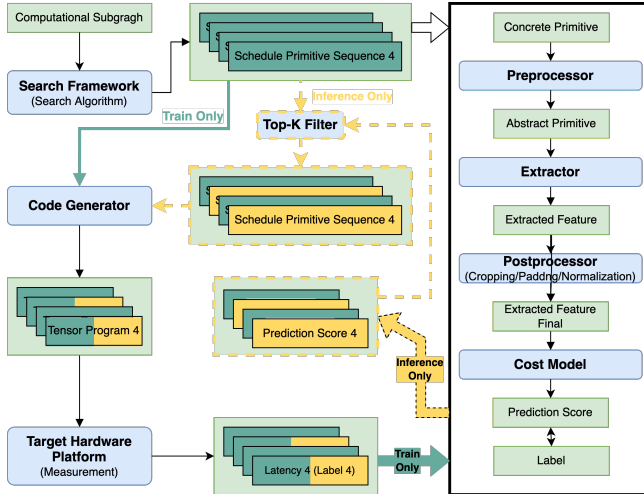 Computational Subgragh
Search Framework
(Search Algorithm)
Schedule Primitive Sequence 4
Train Only
Inference Only
Top-K Filter
Code Generator
Schedule Primitive Sequence 4
Tensor Program 4
Prediction Score 4
Inference
Only
Target Hardware
Platform
(Measurement)
Latency 4 (Label 4)
Train
Only
Concrete Primitive
Preprocessor
Abstract Primitive
Extractor
Extracted Feature
Postprocessor
(Cropping/Paddng/Normalization)
Extracted Feature
Final
Cost Model
Prediction Score
Label